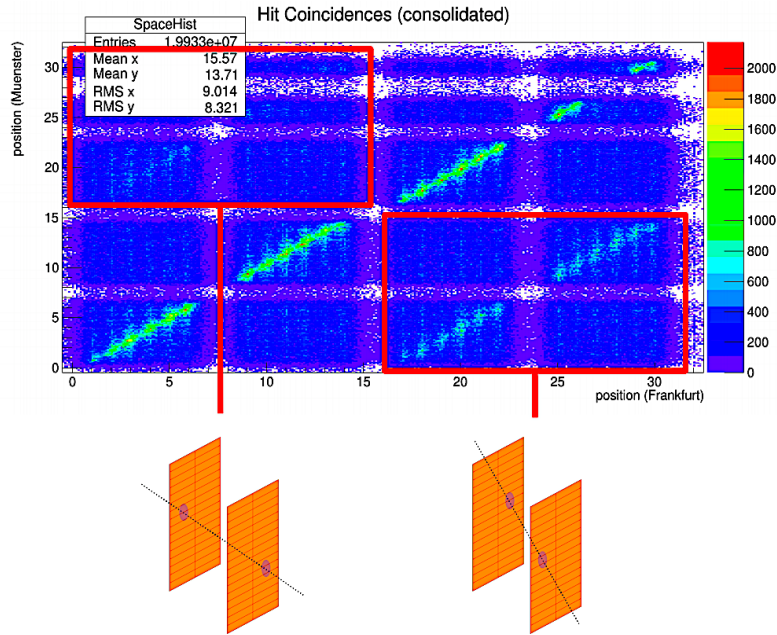 Hit Coincidences (consolidated)
SpaceHist
Entries 1.9933e+07
Mean x 15.57
Mean y 13.71
RMS x 9.014
RMS y 8.321
position (Muenster)
30
25
20
15
10
5
0
0 5 10 15 20 25 30
position (Frankfurt)
2000
1800
1600
1400
1200
1000
800
600
400
200
0